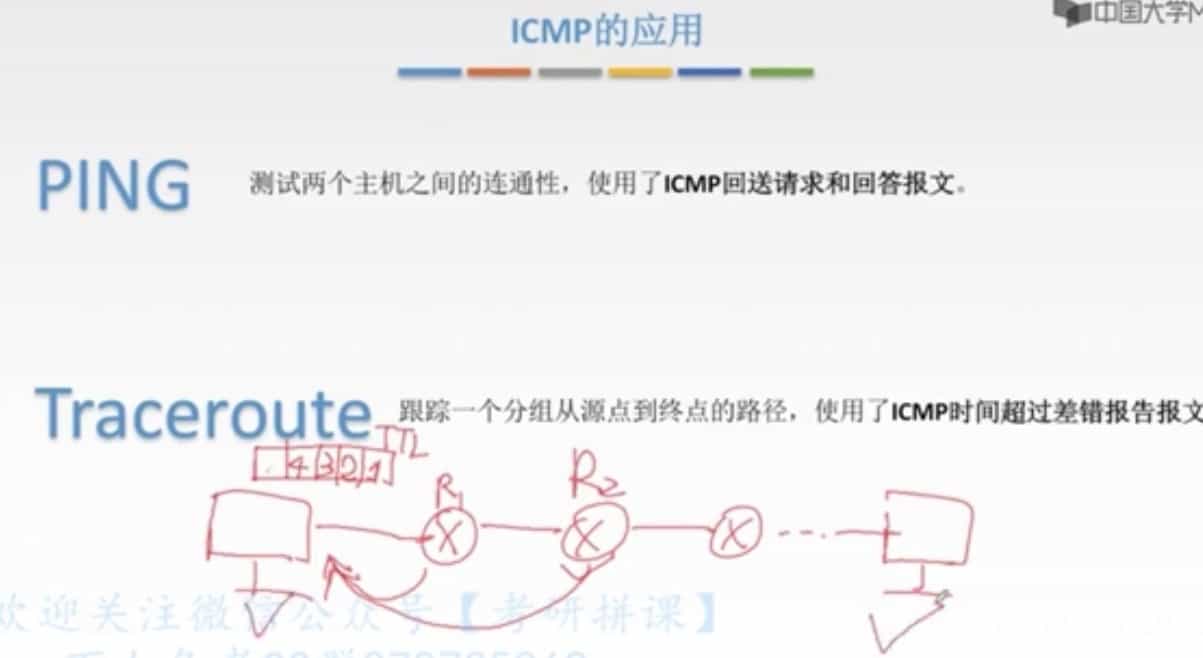 ICMP的应用
中国大学M
PING
测试两个主机之间的连通性，使用了ICMP回送请求和回答报文。
Traceroute
跟踪一个分组从源点到终点的路径，使用了ICMP时间超过差错报告报文
TTL
4 3 2 1
R1
R2
欢迎关注微信公众号【考研拼课】